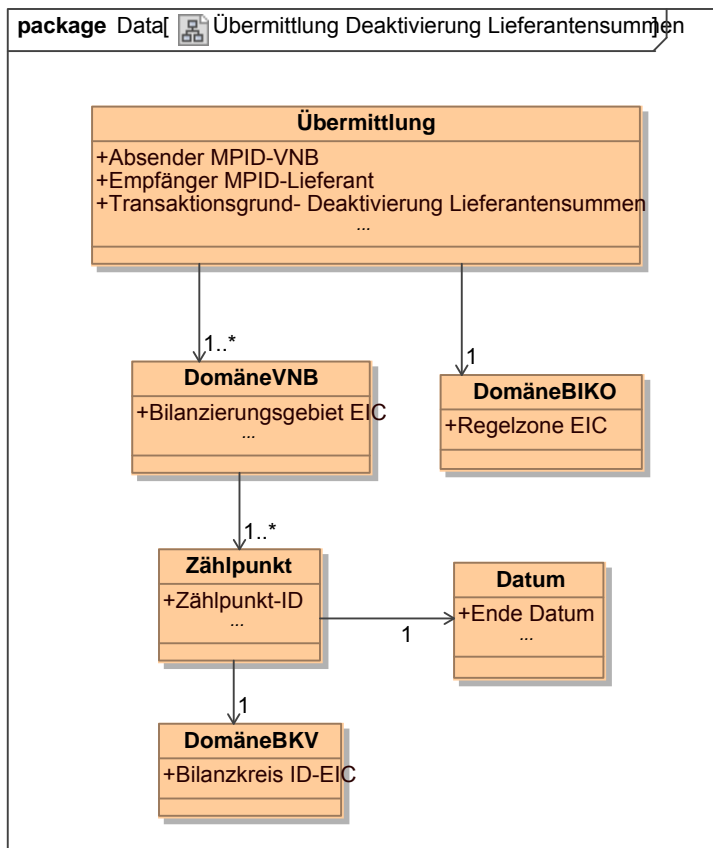 package Data[ Übermittlung Deaktivierung Lieferantensummen]
Übermittlung
+Absender MPID-VNB
+Empfänger MPID-Lieferant
+Transaktionsgrund- Deaktivierung Lieferantensummen
...
1..*
1
DomäneVNB
+Bilanzierungsgebiet EIC
...
DomäneBIKO
+Regelzone EIC
1..*
Zählpunkt
+Zählpunkt-ID
...
1
Datum
+Ende Datum
...
1
DomäneBKV
+Bilanzkreis ID-EIC